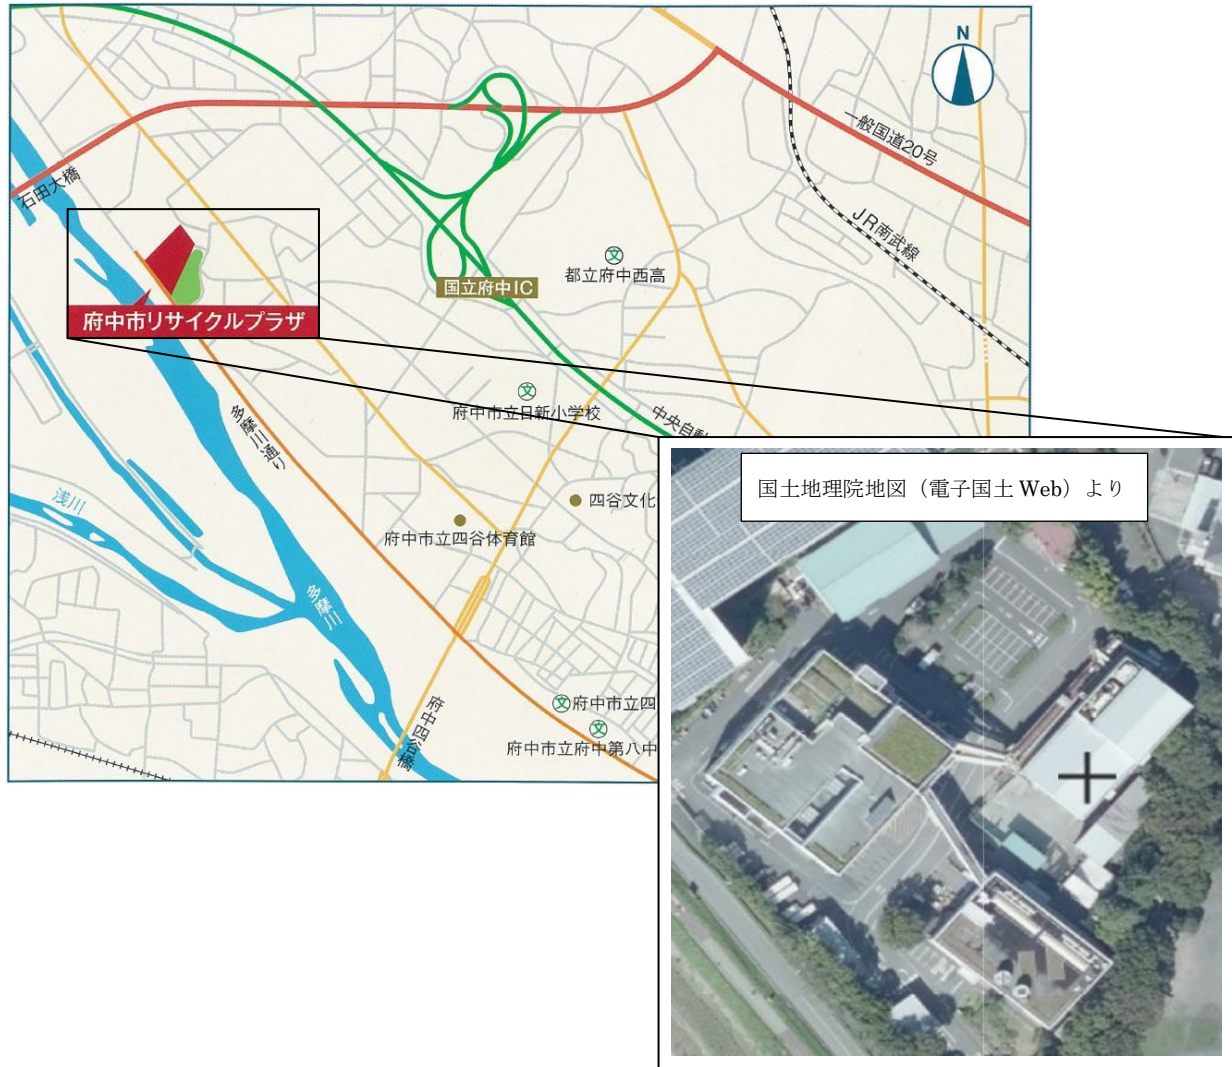 N
一般国道20号
石田大橋
JR南武線
都立府中西高
国立府中IC
府中市リサイクルプラザ
府中市立日新小学校
中央自動
多摩川通り
浅川
四谷文化
府中市立四谷体育館
多摩川
府中市立四
府中四谷橋
府中市立府中第八中
国土地理院地図（電子国土 Web）より